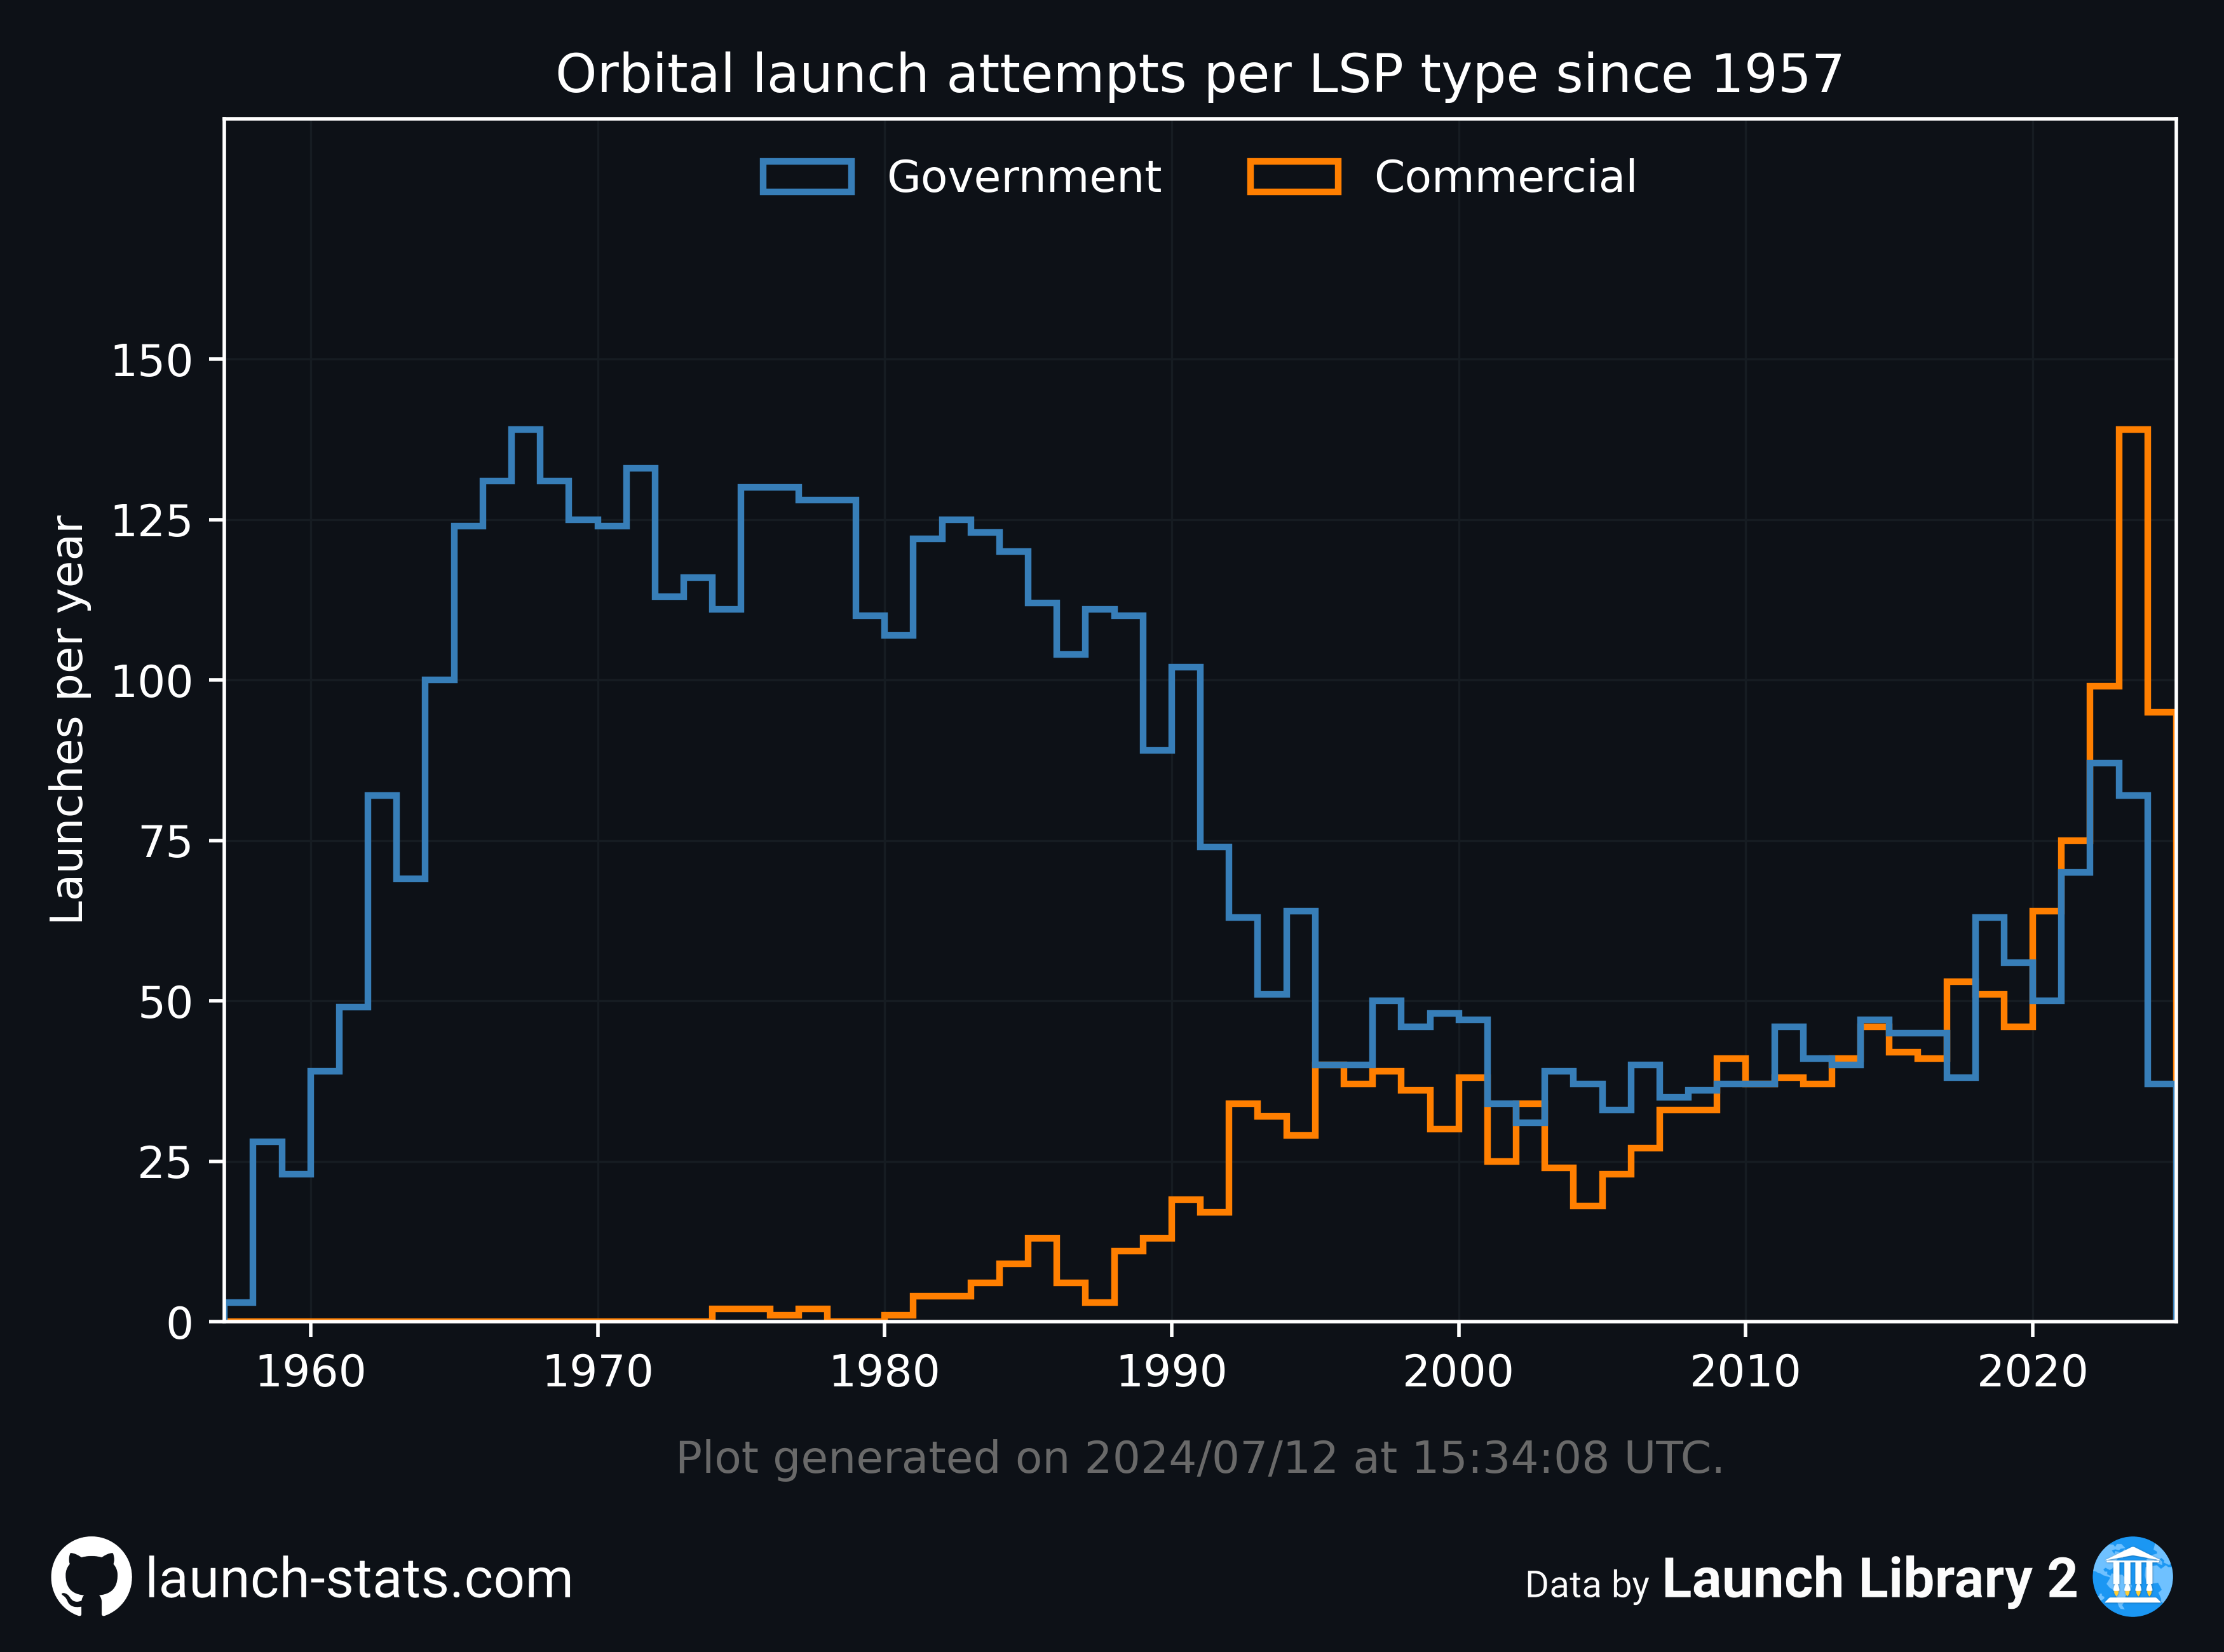 Orbital launch attempts per LSP type since 1957
Government
Commercial
Launches per year
150
125
100
75
50
25
0
1960 1970 1980 1990 2000 2010 2020
Plot generated on 2024/07/12 at 15:34:08 UTC.
launch-stats.com
Data by Launch Library 2